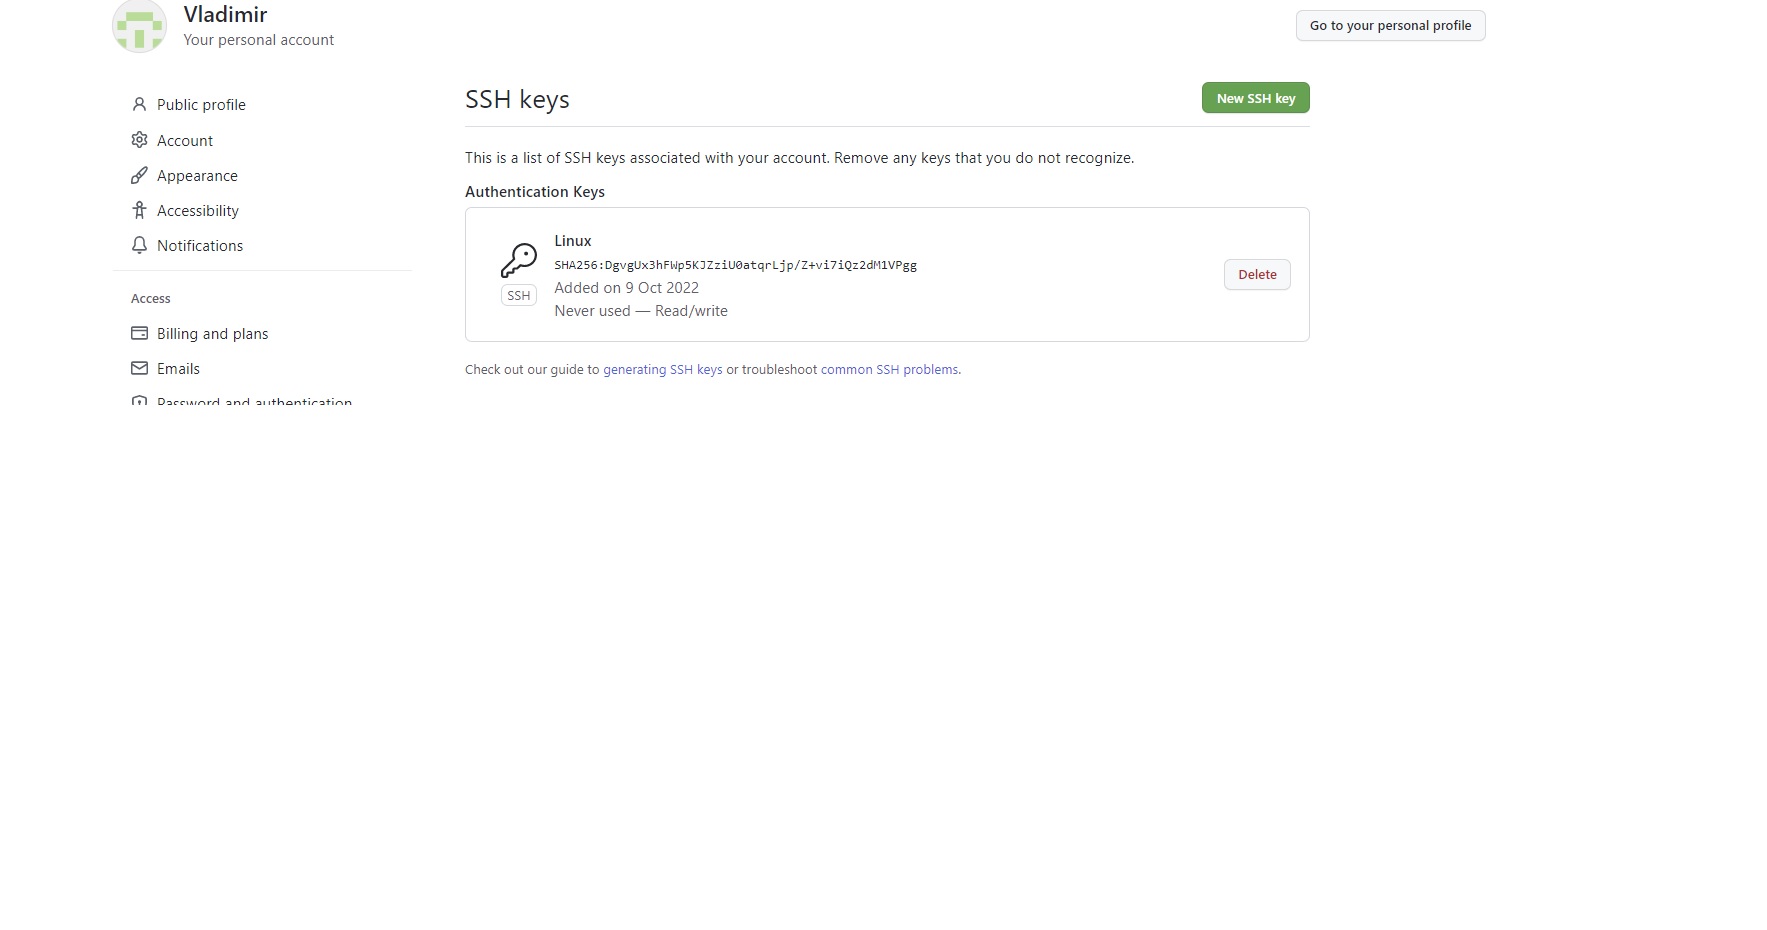 Vladimir
Your personal account
Go to your personal profile
Public profile
Account
Appearance
Accessibility
Notifications
Access
Billing and plans
Emails
Password and authentication
SSH keys
New SSH key
This is a list of SSH keys associated with your account. Remove any keys that you do not recognize.
Authentication Keys
Linux
SHA256:DgvgUx3hFWp5KJZziU0atqrLjp/Z+vi7iQz2dM1VPgg
Added on 9 Oct 2022
Never used — Read/write
SSH
Delete
Check out our guide to generating SSH keys or troubleshoot common SSH problems.